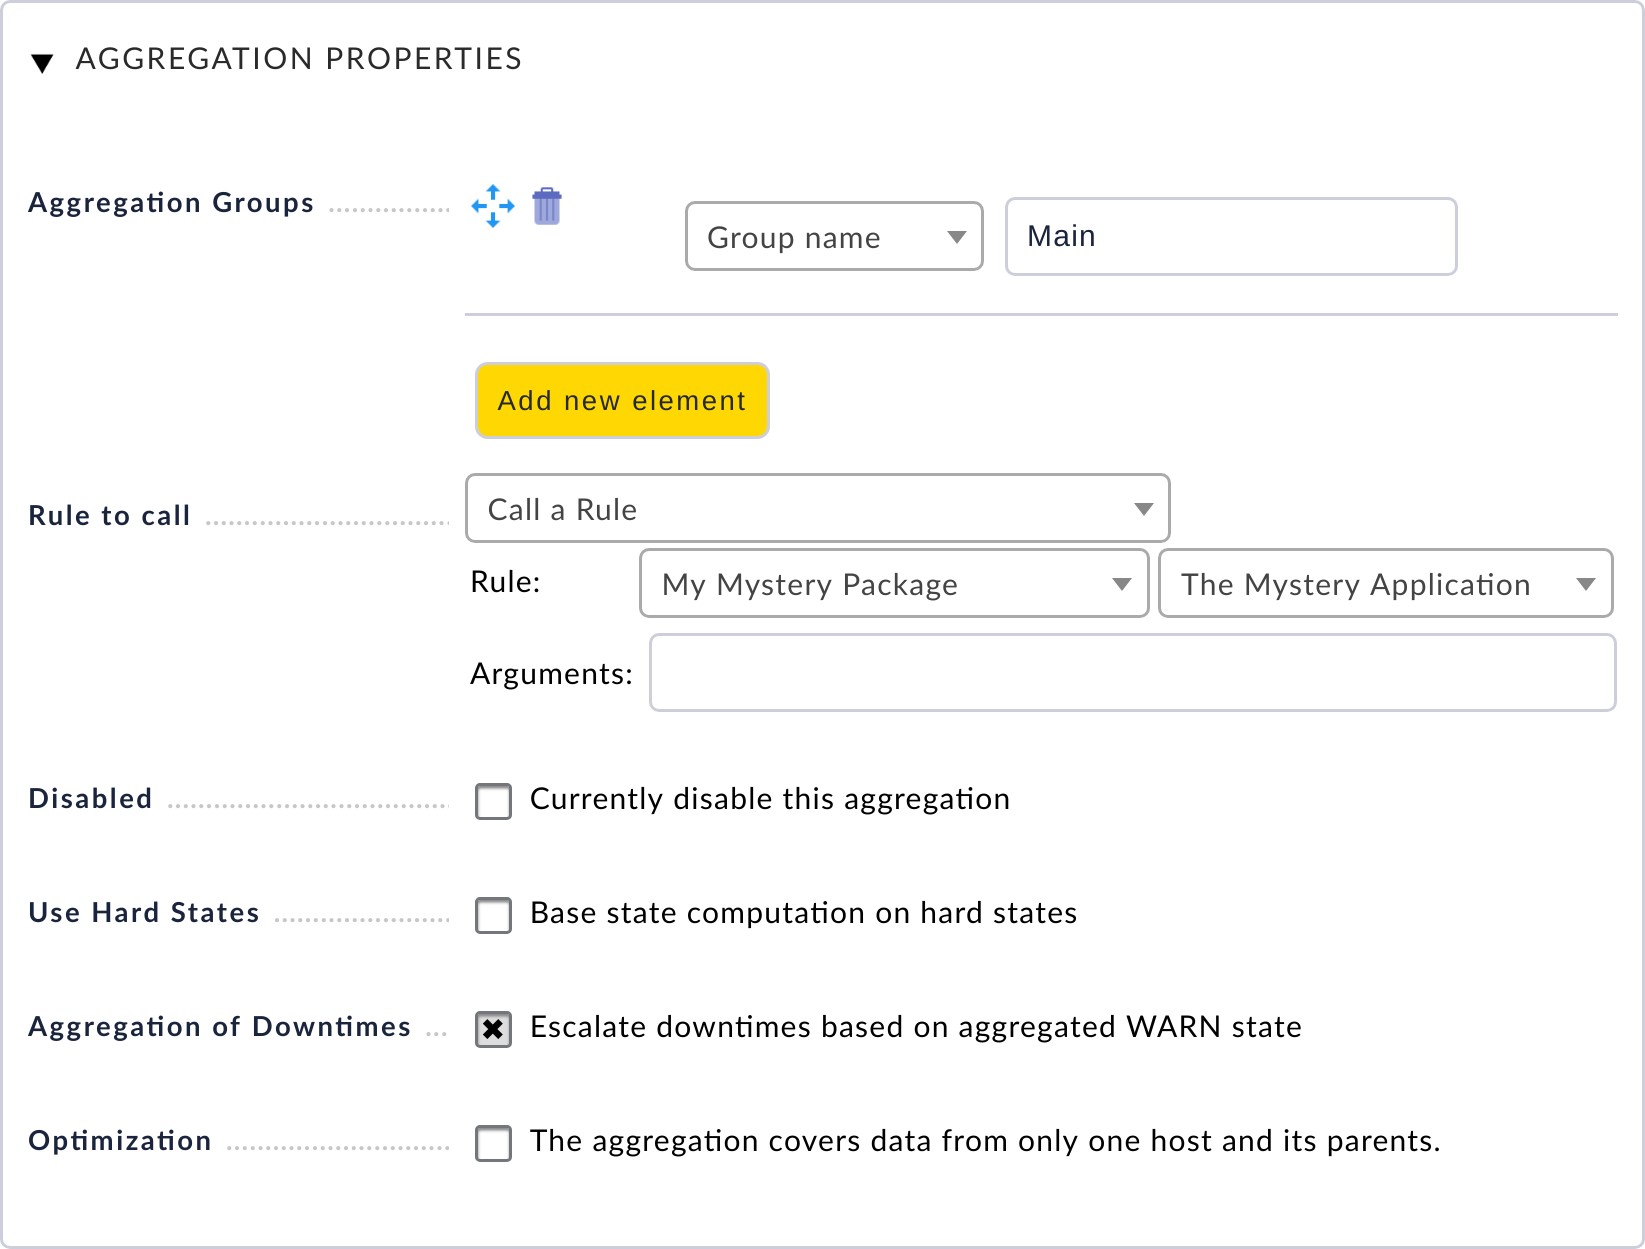 AGGREGATION PROPERTIES
Aggregation Groups
Group name
Main
Add new element
Rule to call
Call a Rule
Rule:
My Mystery Package
The Mystery Application
Arguments:
Disabled
Currently disable this aggregation
Use Hard States
Base state computation on hard states
Aggregation of Downtimes
Escalate downtimes based on aggregated WARN state
Optimization
The aggregation covers data from only one host and its parents.